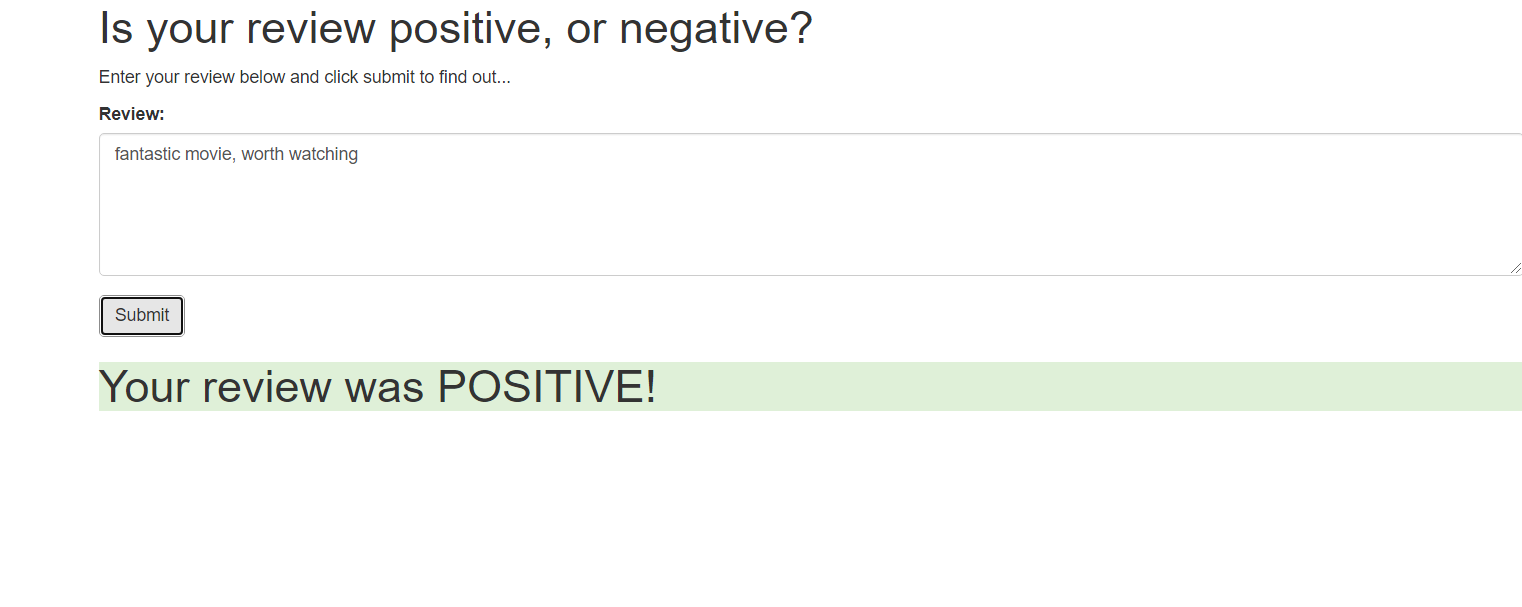 Is your review positive, or negative?
Enter your review below and click submit to find out...
Review:
fantastic movie, worth watching
Submit
Your review was POSITIVE!